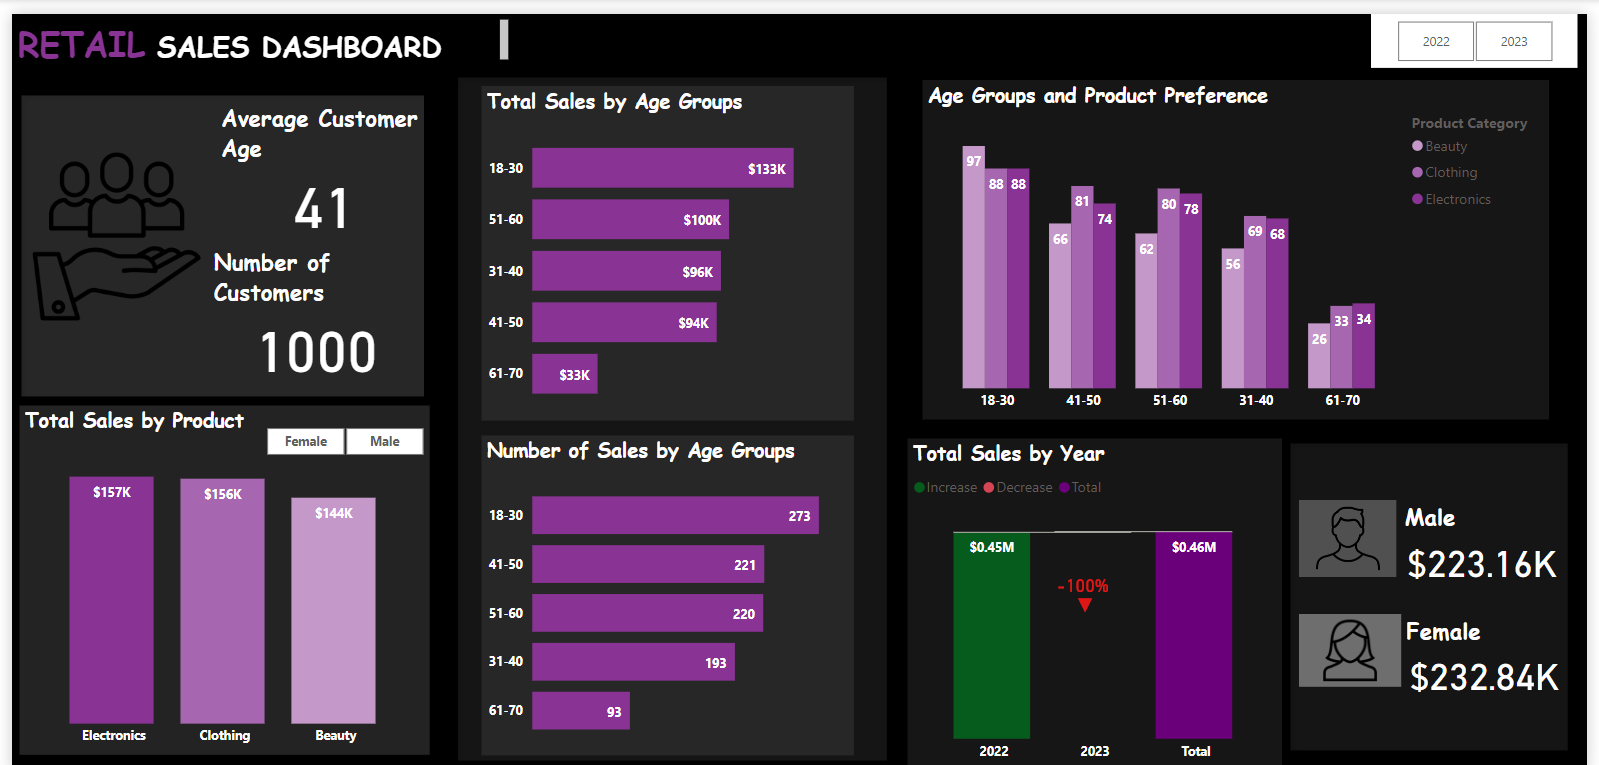 RETAIL SALES DASHBOARD
2022 2023
Average Customer
Age
41
Number of
Customers
1000
Total Sales by Product
Female Male
$157K $156K $144K
Electronics Clothing Beauty
Total Sales by Age Groups
18-30 $133K
51-60 $100K
31-40 $96K
41-50 $94K
61-70 $33K
Number of Sales by Age Groups
18-30 273
41-50 221
51-60 220
31-40 193
61-70 93
Age Groups and Product Preference
Product Category
Beauty
Clothing
Electronics
97 88 88 66 81 74 62 80 78 56 69 68 26 33 34
18-30 41-50 51-60 31-40 61-70
Total Sales by Year
Increase Decrease Total
$0.45M $0.46M
-100%
2022 2023 Total
Male
$223.16K
Female
$232.84K